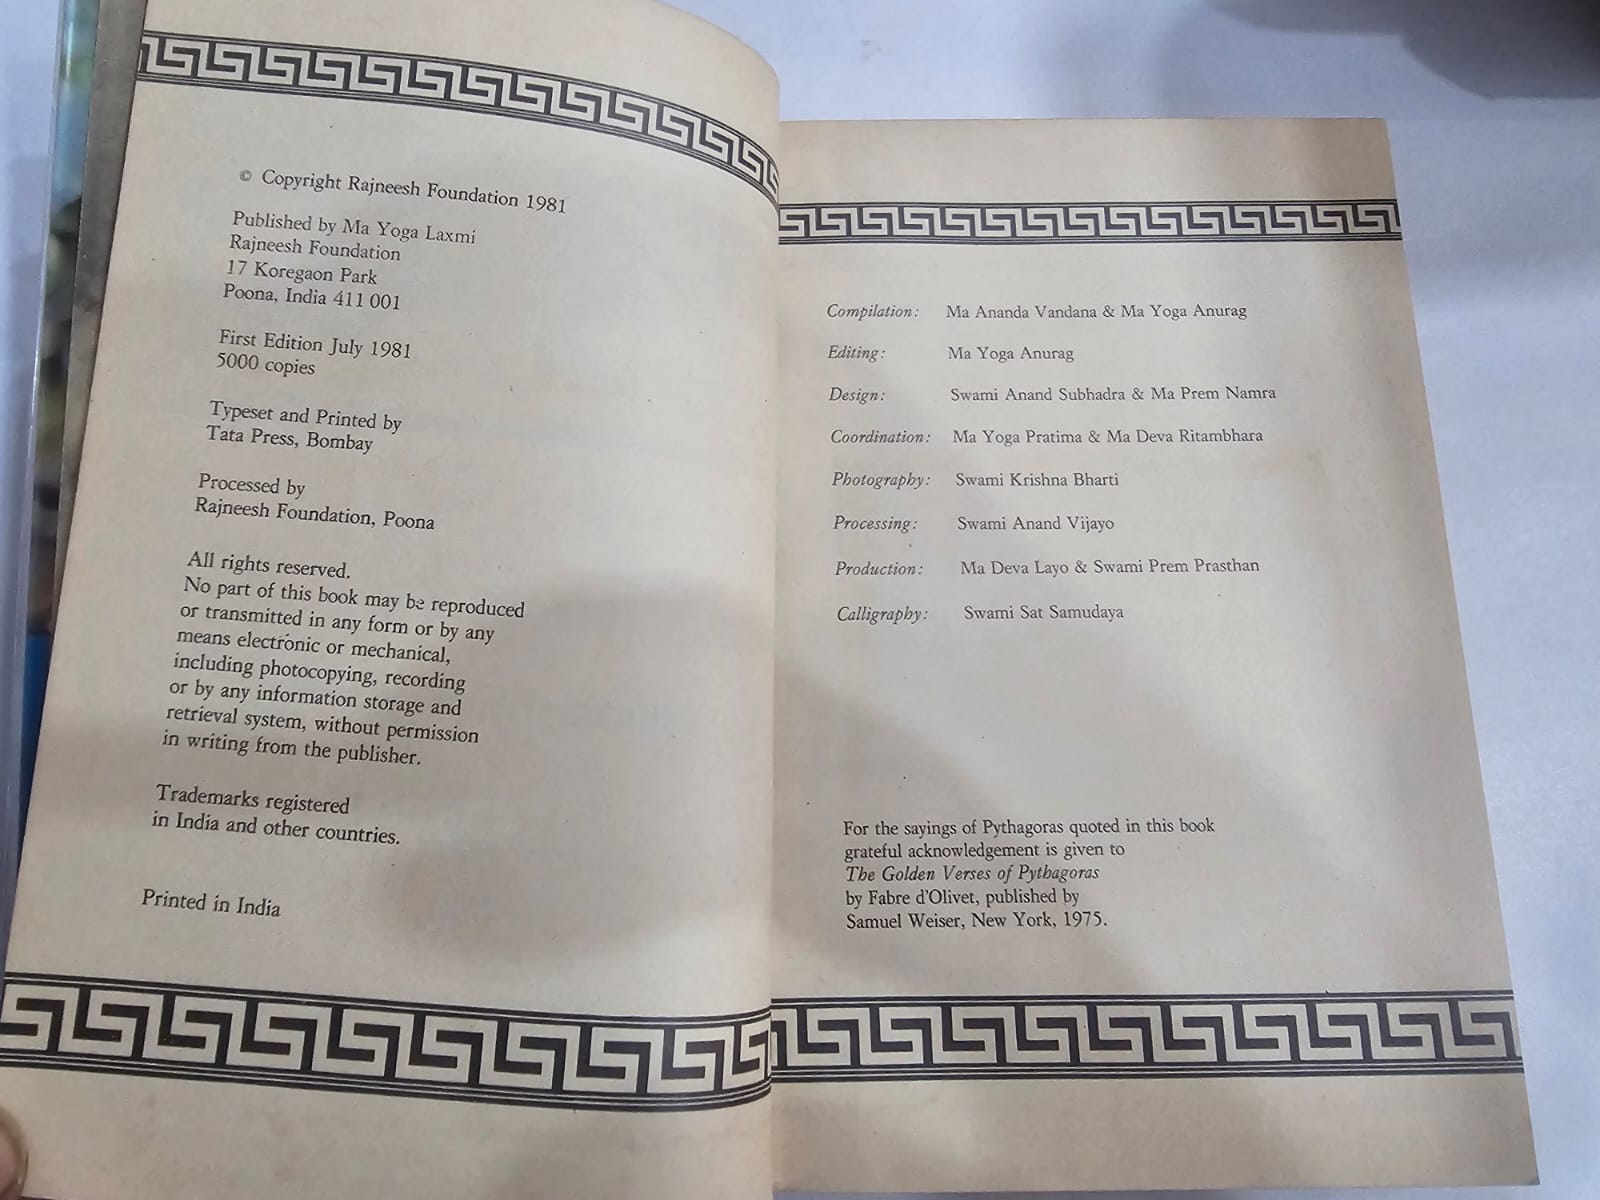 © Copyright Rajneesh Foundation 1981
Published by Ma Yoga Laxmi
Rajneesh Foundation
17 Koregaon Park
Poona, India 411 001
First Edition July 1981
5000 copies
Typeset and Printed by
Tata Press, Bombay
Processed by
Rajneesh Foundation, Poona
All rights reserved.
No part of this book may be reproduced
or transmitted in any form or by any
means electronic or mechanical,
including photocopying, recording
or by any information storage and
retrieval system, without permission
in writing from the publisher.
Trademarks registered
in India and other countries.
Printed in India
Compilation: Ma Ananda Vandana & Ma Yoga Anurag
Editing: Ma Yoga Anurag
Design: Swami Anand Subhadra & Ma Prem Namra
Coordination: Ma Yoga Pratima & Ma Deva Ritambhara
Photography: Swami Krishna Bharti
Processing: Swami Anand Vijayo
Production: Ma Deva Layo & Swami Prem Prasthan
Calligraphy: Swami Sat Samudaya
For the sayings of Pythagoras quoted in this book
grateful acknowledgement is given to
The Golden Verses of Pythagoras
by Fabre d'Olivet, published by
Samuel Weiser, New York, 1975.